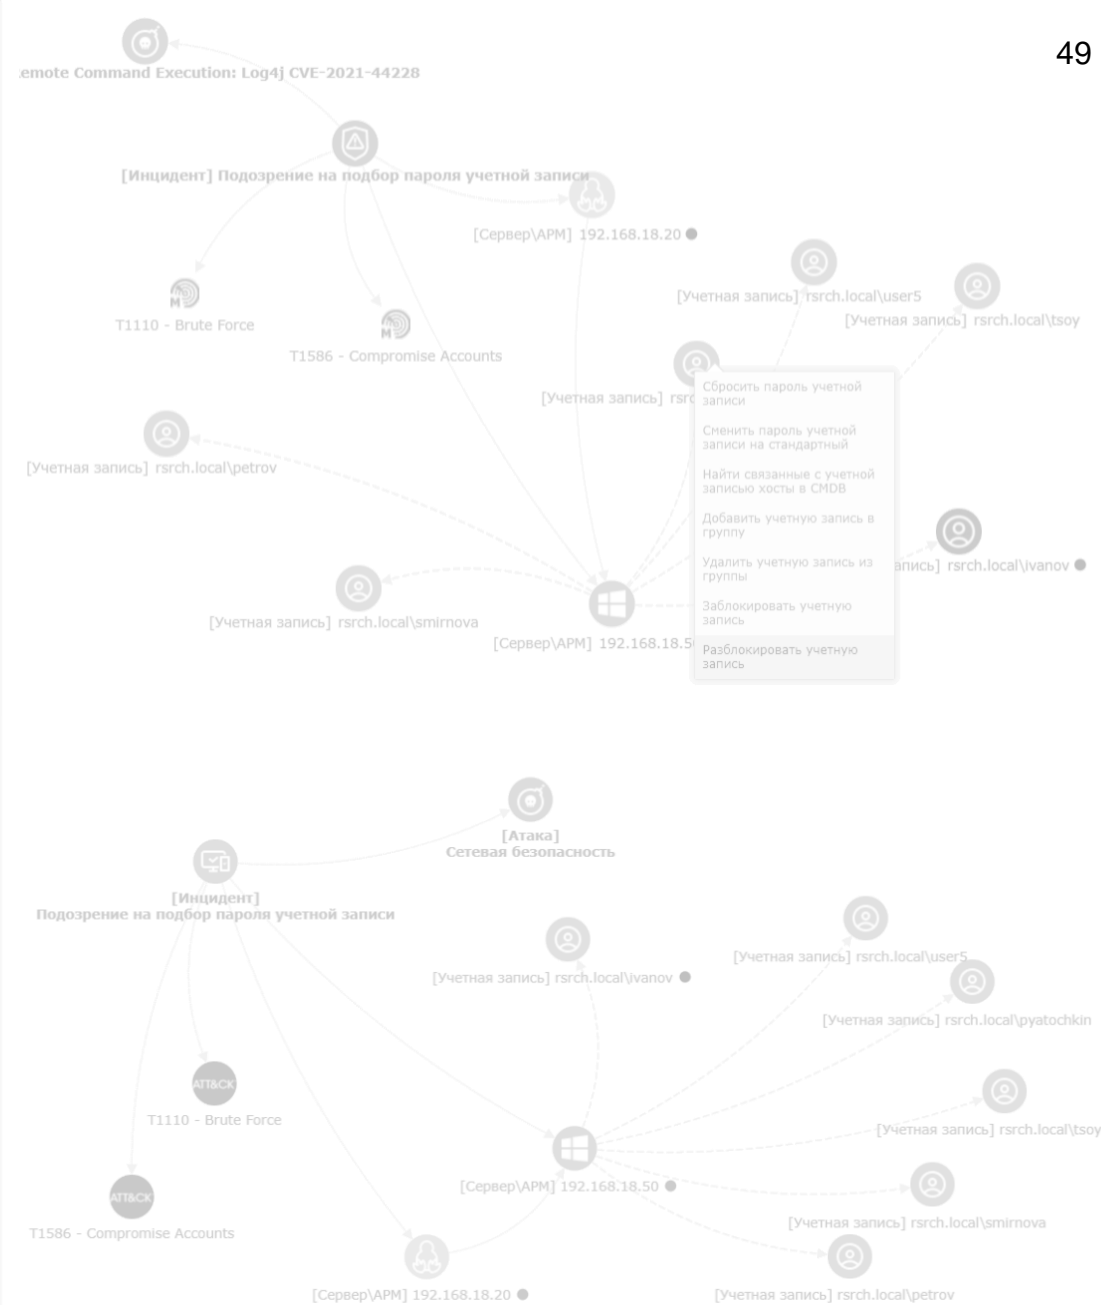 49
emote Command Execution: Log4j CVE-2021-44228
[Инцидент] Подозрение на подбор пароля учетной записи
[Сервер\АРМ] 192.168.18.20
[Учетная запись] rsrch.local\user5
[Учетная запись] rsrch.local\tsoy
M
T1110 - Brute Force
M
T1586 - Compromise Accounts
[Учетная запись] rsrc
Сбросить пароль учетной
записи
Сменить пароль учетной
записи на стандартный
Найти связанные с учетной
записью хосты в CMDB
Добавить учетную запись в
группу
Удалить учетную запись из
группы
Заблокировать учетную
запись
Разблокировать учетную
запись
[Учетная запись] rsrch.local\petrov
апись] rsrch.local\ivanov
[Учетная запись] rsrch.local\smirnova
[Сервер\АРМ] 192.168.18.5
[Атака]
Сетевая безопасность
[Инцидент]
Подозрение на подбор пароля учетной записи
[Учетная запись] rsrch.local\ivanov
[Учетная запись] rsrch.local\user5
[Учетная запись] rsrch.local\pyatochkin
ATT&CK
T1110 - Brute Force
[Учетная запись] rsrch.local\tsoy
[Сервер\АРМ] 192.168.18.50
ATT&CK
T1586 - Compromise Accounts
[Учетная запись] rsrch.local\smirnova
[Сервер\АРМ] 192.168.18.20
[Учетная запись] rsrch.local\petrov